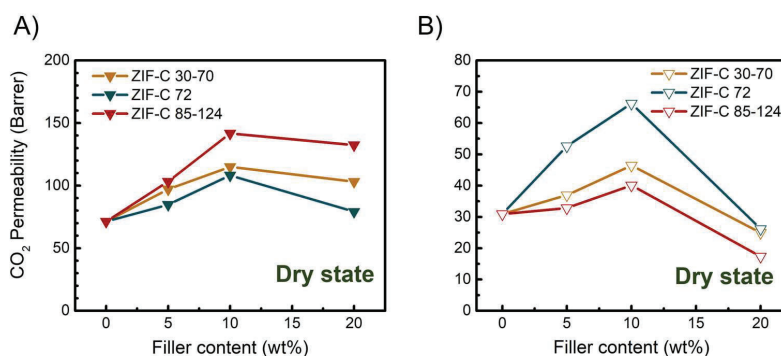 A)
CO2 Permeability (Barrer)
200
150
100
50
0
ZIF-C 30-70
ZIF-C 72
ZIF-C 85-124
Dry state
0 5 10 15 20
Filler content (wt%)
B)
80
70
60
50
40
30
20
10
0
ZIF-C 30-70
ZIF-C 72
ZIF-C 85-124
Dry state
0 5 10 15 20
Filler content (wt%)